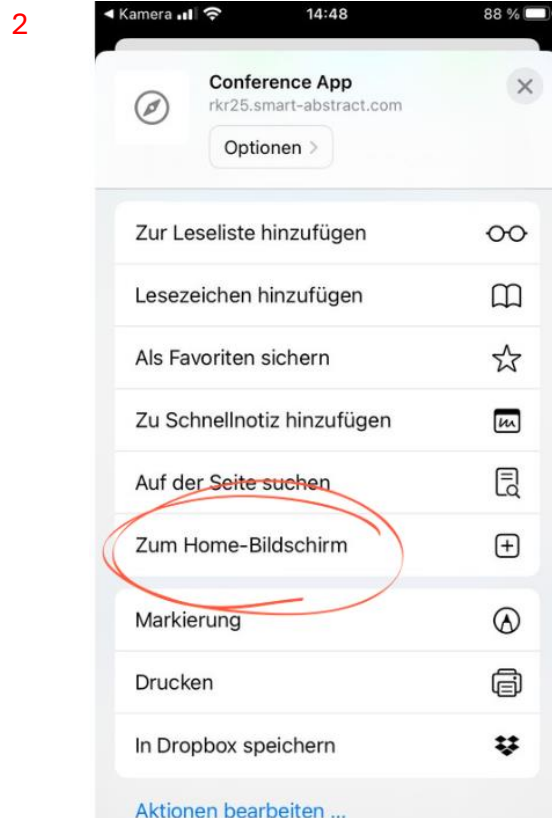 2
◀ Kamera 14:48 88 %
Conference App
rkr25.smart-abstract.com
Optionen >
Zur Leseliste hinzufügen
Lesezeichen hinzufügen
Als Favoriten sichern
Zu Schnellnotiz hinzufügen
Auf der Seite suchen
Zum Home-Bildschirm
Markierung
Drucken
In Dropbox speichern
Aktionen bearbeiten ...